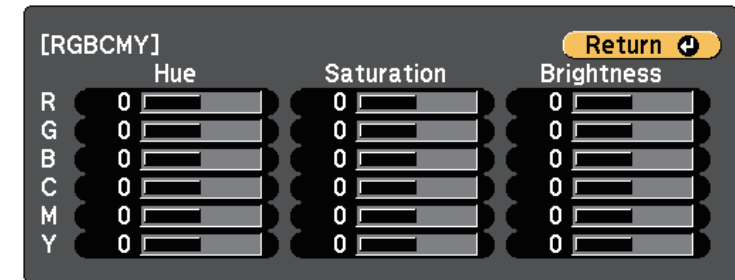 [RGBCMY] Return
Hue Saturation Brightness
R 0 0 0
G 0 0 0
B 0 0 0
C 0 0 0
M 0 0 0
Y 0 0 0